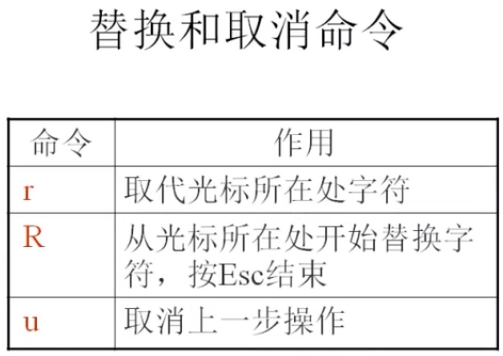 替换和取消命令
命令 作用
r 取代光标所在处字符
R 从光标所在处开始替换字
符，按Esc结束
u 取消上一步操作